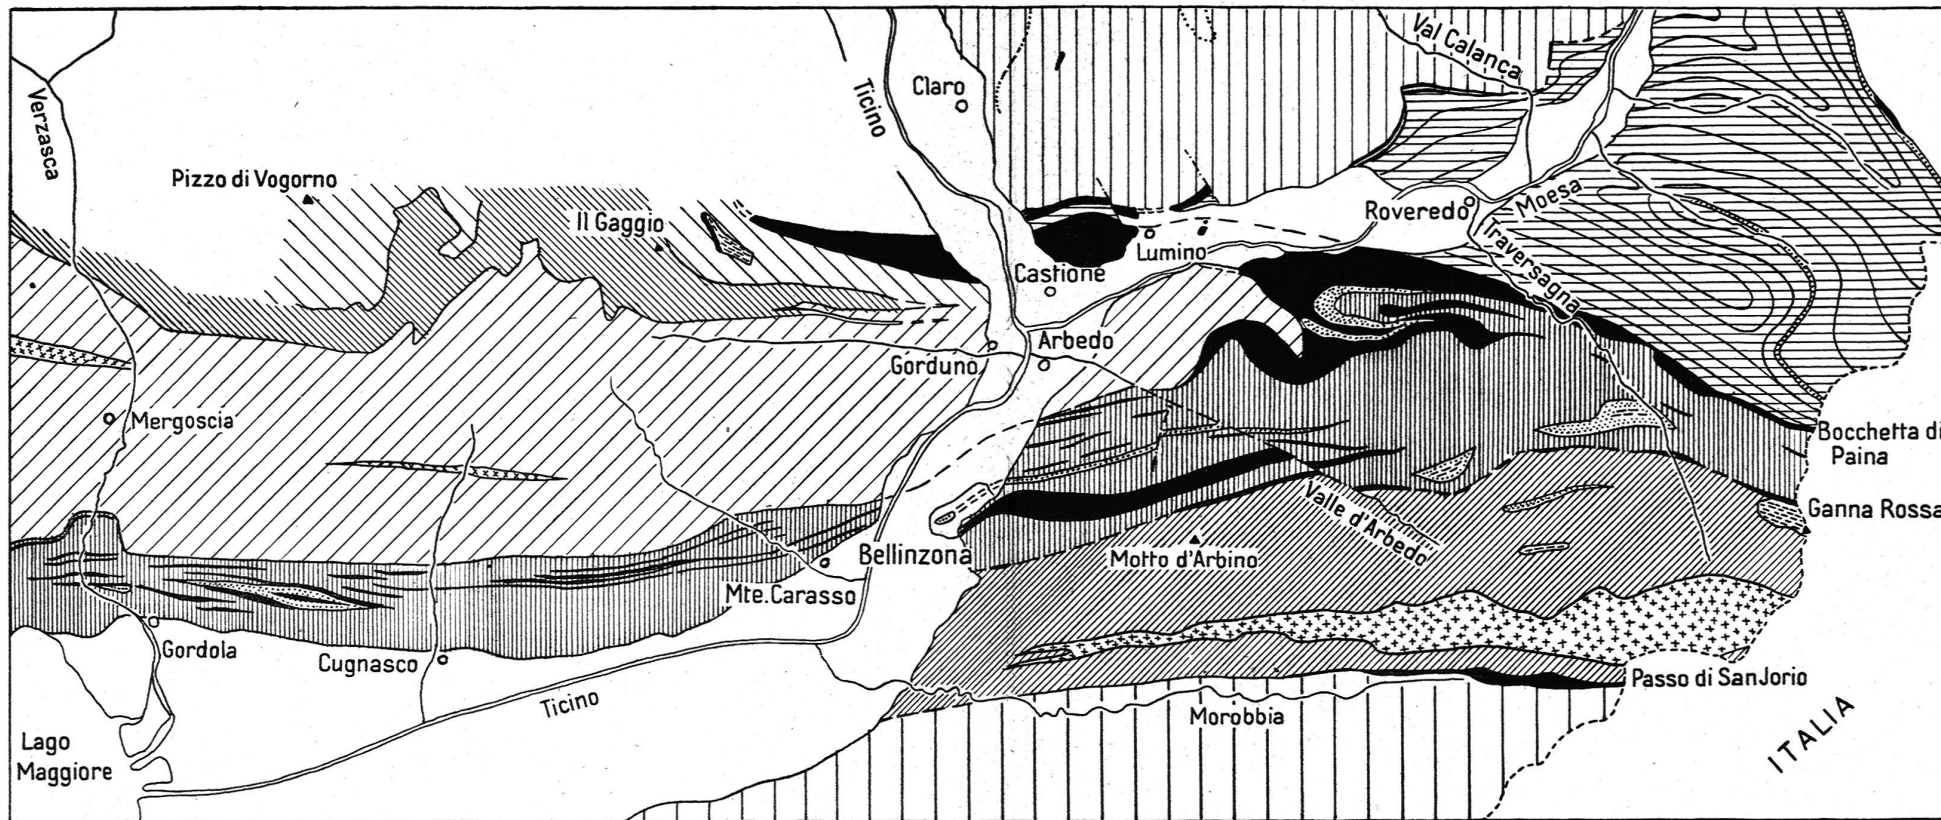 Val Calanca
Claro
Ticino
Verzasca
Pizzo di Vogorno
Il Gaggio
Roveredo
Moesa
Lumino
Traversagna
Castione
Arbedo
Gorduno
Mergoscia
Bocchetta di
Paina
Valle d'Arbedo
Ganna Rossa
Bellinzona
Motto d'Arbino
Mte. Carasso
Gordola
Cugnasco
Passo di San Jorio
Ticino
Morobbia
Lago
Maggiore
ITALIA